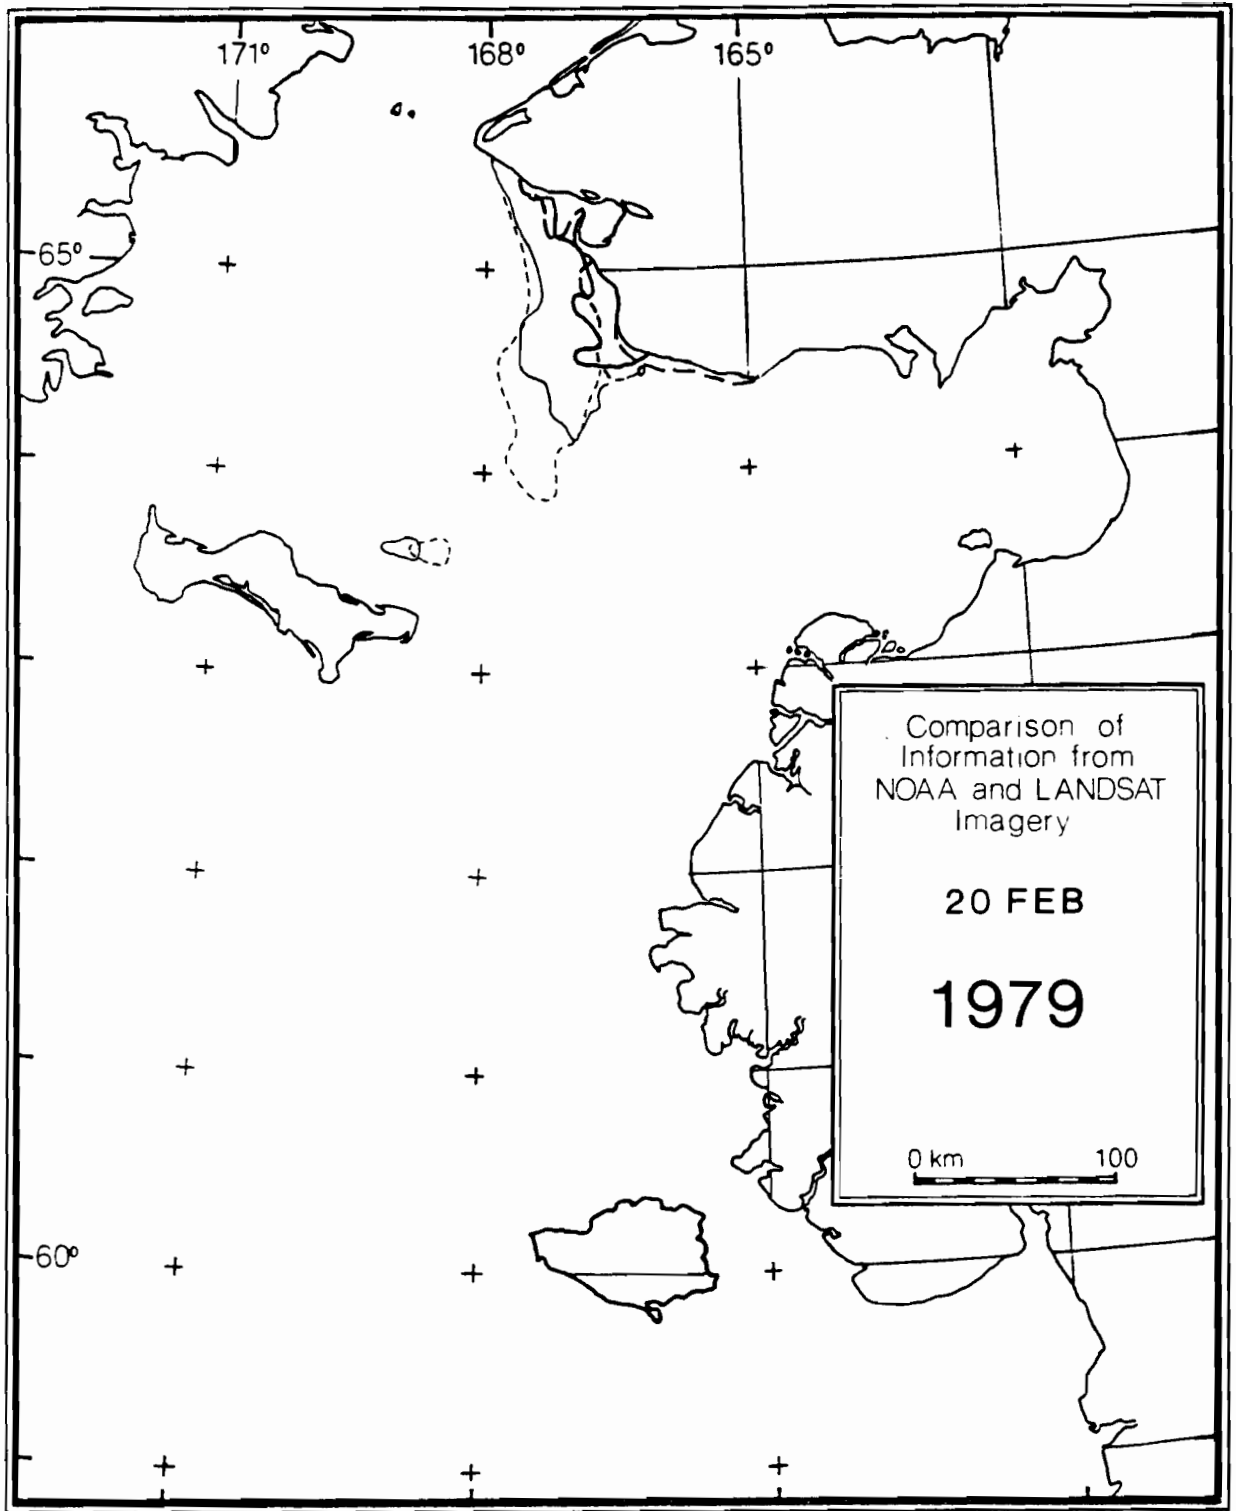 171° 168° 165°
65°
Comparison of
Information from
NOAA and LANDSAT
Imagery
20 FEB
1979
0 km 100
60°